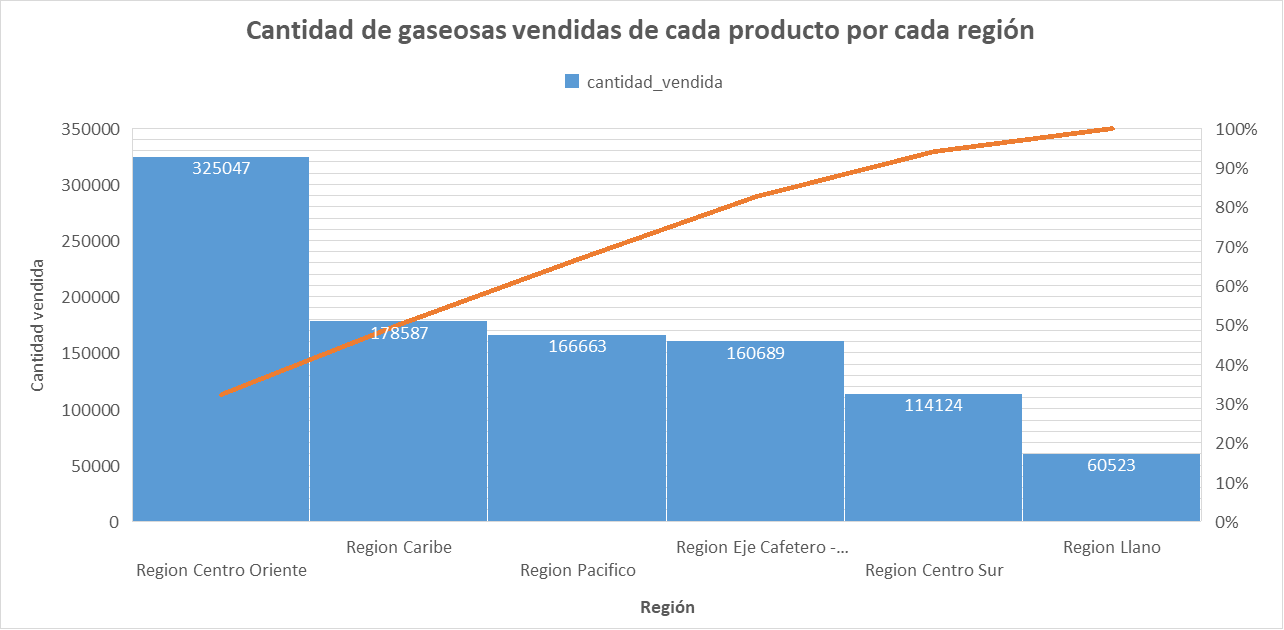 Cantidad de gaseosas vendidas de cada producto por cada región
cantidad_vendida
350000
300000
250000
200000
150000
100000
50000
0
Cantidad vendida
325047
178587
166663
160689
114124
60523
100%
90%
80%
70%
60%
50%
40%
30%
20%
10%
0%
Region Centro Oriente
Region Caribe
Region Pacifico
Region Eje Cafetero -...
Region Centro Sur
Region Llano
Región